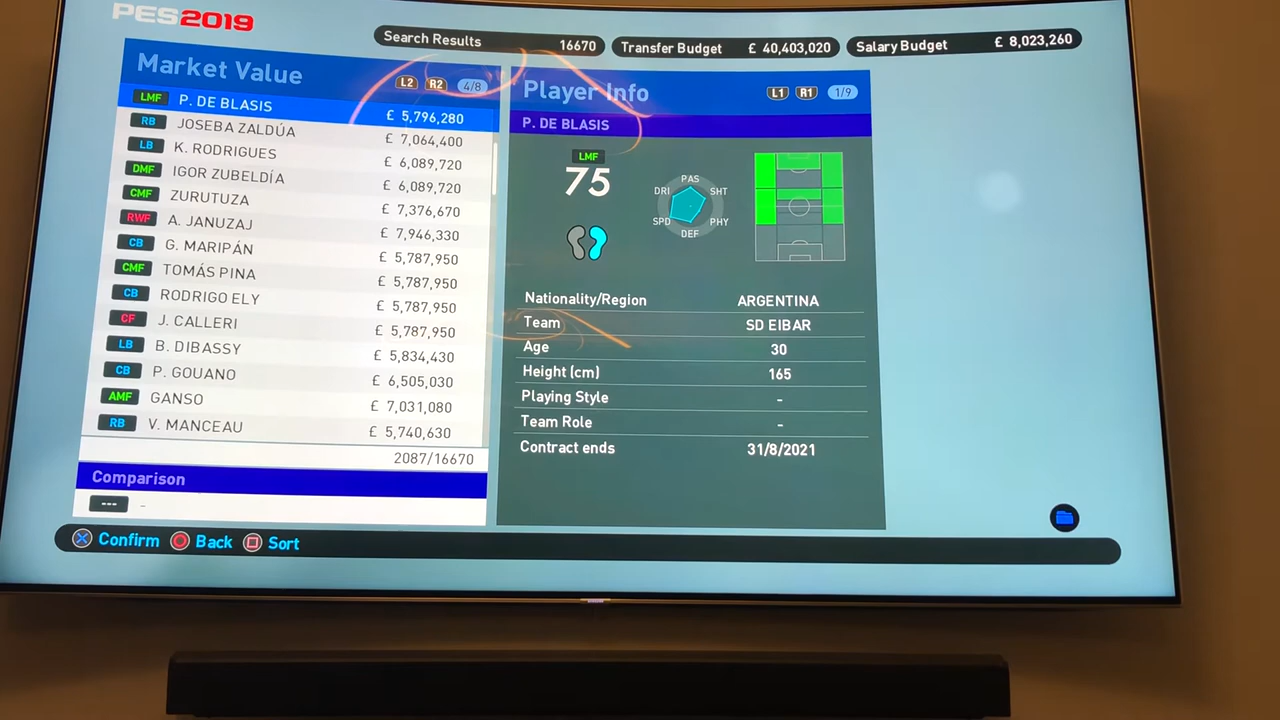 PES2019
Search Results 16670
Transfer Budget £ 40,403,020
Salary Budget £ 8,023,260
Market Value L2 R2 4/8
LMF P. DE BLASIS £ 5,796,280
RB JOSEBA ZALDÚA £ 7,064,400
LB K. RODRIGUES £ 6,089,720
DMF IGOR ZUBELDÍA £ 6,089,720
CMF ZURUTUZA £ 7,376,670
RWF A. JANUZAJ £ 7,946,330
CB G. MARIPÁN £ 5,787,950
CMF TOMÁS PINA £ 5,787,950
CB RODRIGO ELY £ 5,787,950
CF J. CALLERI £ 5,787,950
LB B. DIBASSY £ 5,834,430
CB P. GOUANO £ 6,505,030
AMF GANSO £ 7,031,080
RB V. MANCEAU £ 5,740,630
2087/16670
Comparison
--- -
Player Info L1 R1 1/9
P. DE BLASIS
LMF
75
PAS
DRI SHT
SPD PHY
DEF
Nationality/Region ARGENTINA
Team SD EIBAR
Age 30
Height (cm) 165
Playing Style -
Team Role -
Contract ends 31/8/2021
Confirm Back Sort